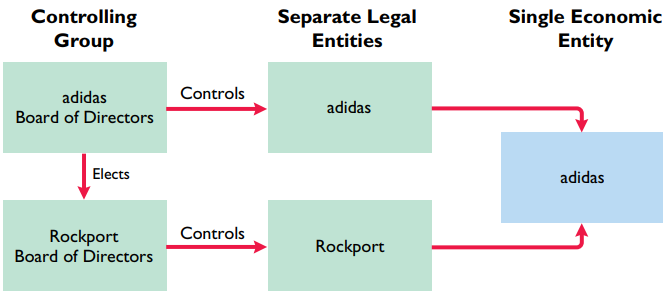 Controlling
Group
Separate Legal
Entities
Single Economic
Entity
adidas
Board of Directors
Controls
adidas
adidas
Elects
Rockport
Board of Directors
Controls
Rockport